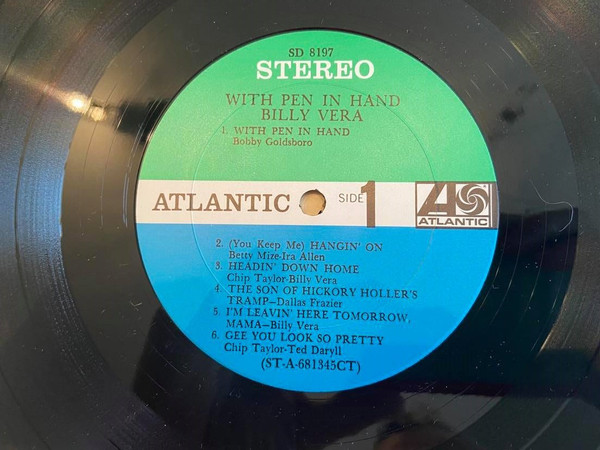 SD 8197
STEREO
WITH PEN IN HAND
BILLY VERA
1. WITH PEN IN HAND
Bobby Goldsboro
ATLANTIC SIDE 1
ATLANTIC
2. (You Keep Me) HANGIN' ON
Betty Mize-Ira Allen
3. HEADIN' DOWN HOME
Chip Taylor-Billy Vera
4. THE SON OF HICKORY HOLLER'S
TRAMP—Dallas Frazier
5. I'M LEAVIN' HERE TOMORROW,
MAMA—Billy Vera
6. GEE YOU LOOK SO PRETTY
Chip Taylor-Ted Daryll
(ST-A-681345CT)